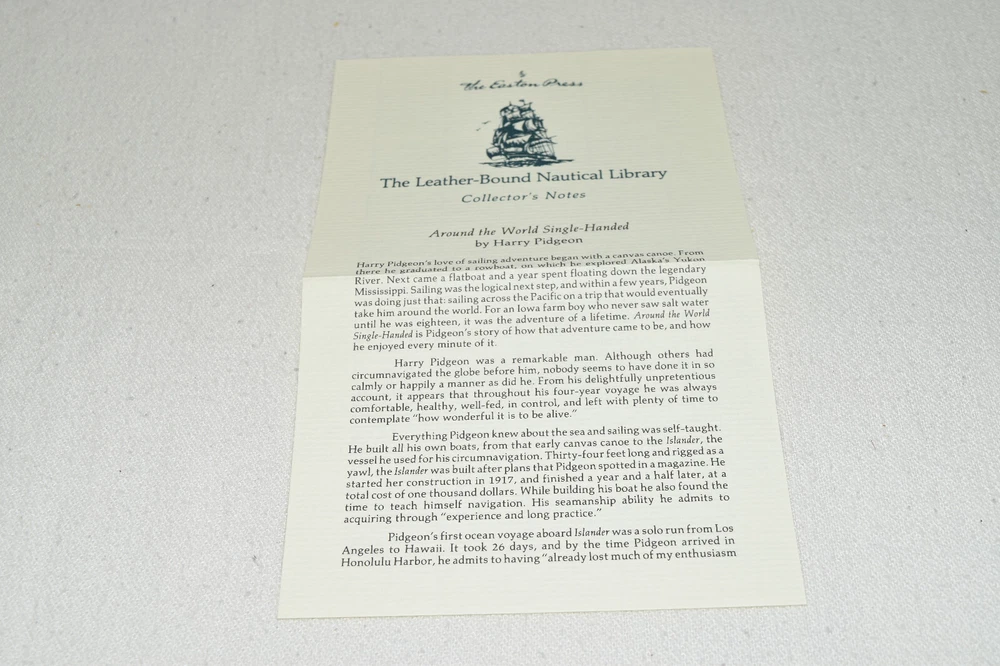 the Easton Press
The Leather-Bound Nautical Library
Collector's Notes
Around the World Single-Handed
by Harry Pidgeon
Harry Pidgeon's love of sailing adventure began with a canvas canoe. From
there he graduated to a rowboat, on which he explored Alaska's Yukon
River. Next came a flatboat and a year spent floating down the legendary
Mississippi. Sailing was the logical next step, and within a few years, Pidgeon
was doing just that: sailing across the Pacific on a trip that would eventually
take him around the world. For an Iowa farm boy who never saw salt water
until he was eighteen, it was the adventure of a lifetime. Around the World
Single-Handed is Pidgeon's story of how that adventure came to be, and how
he enjoyed every minute of it.
Harry Pidgeon was a remarkable man. Although others had
circumnavigated the globe before him, nobody seems to have done it in so
calmly or happily a manner as did he. From his delightfully unpretentious
account, it appears that throughout his four-year voyage he was always
comfortable, healthy, well-fed, in control, and left with plenty of time to
contemplate "how wonderful it is to be alive."
Everything Pidgeon knew about the sea and sailing was self-taught.
He built all his own boats, from that early canvas canoe to the Islander, the
vessel he used for his circumnavigation. Thirty-four feet long and rigged as a
yawl, the Islander was built after plans that Pidgeon spotted in a magazine. He
started her construction in 1917, and finished a year and a half later, at a
total cost of one thousand dollars. While building his boat he also found the
time to teach himself navigation. His seamanship ability he admits to
acquiring through "experience and long practice."
Pidgeon's first ocean voyage aboard Islander was a solo run from Los
Angeles to Hawaii. It took 26 days, and by the time Pidgeon arrived in
Honolulu Harbor, he admits to having "already lost much of my enthusiasm